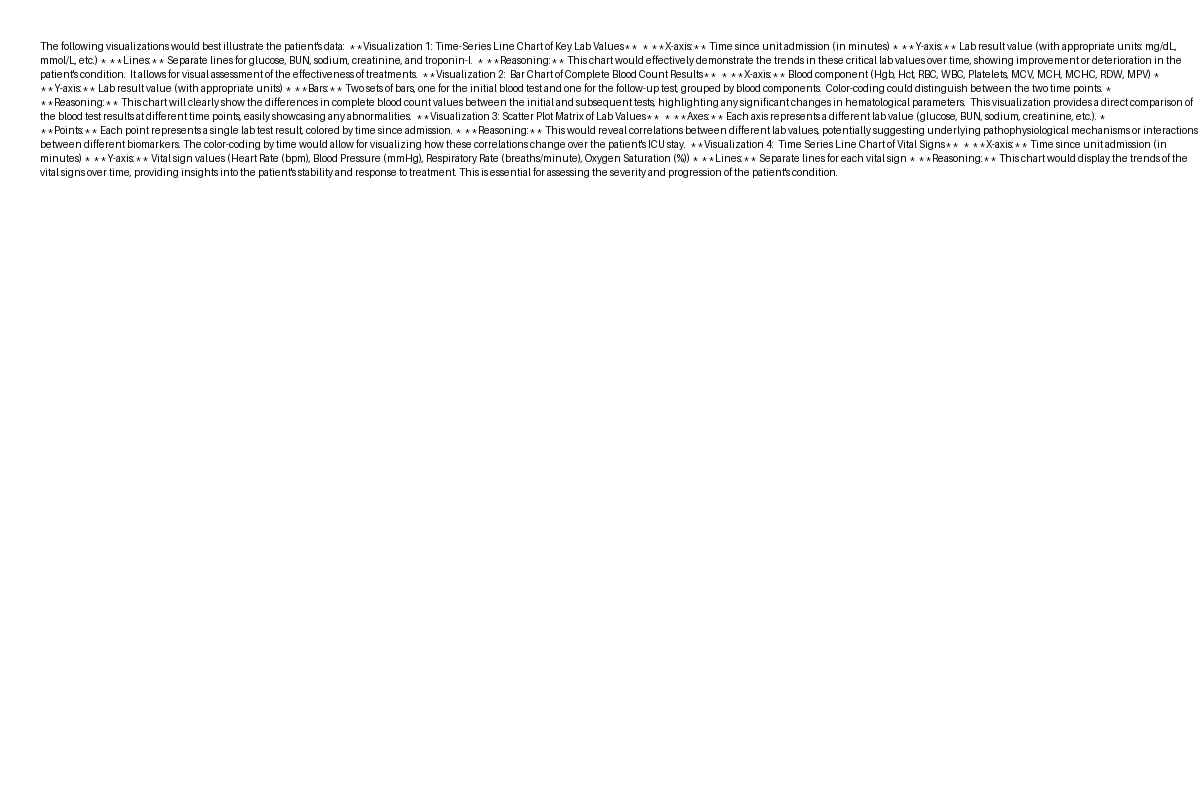 The following visualizations would best illustrate the patient's data:  **Visualization 1: Time-Series Line Chart of Key Lab Values**  * **X-axis:** Time since unit admission (in minutes) * **Y-axis:** Lab result value (with appropriate units: mg/dL,
mmol/L, etc.) * **Lines:** Separate lines for glucose, BUN, sodium, creatinine, and troponin-I.  * **Reasoning:** This chart would effectively demonstrate the trends in these critical lab values over time, showing improvement or deterioration in the
patient's condition.  It allows for visual assessment of the effectiveness of treatments.  **Visualization 2:  Bar Chart of Complete Blood Count Results**  * **X-axis:** Blood component (Hgb, Hct, RBC, WBC, Platelets, MCV, MCH, MCHC, RDW, MPV) *
**Y-axis:** Lab result value (with appropriate units) * **Bars:** Two sets of bars, one for the initial blood test and one for the follow-up test, grouped by blood components.  Color-coding could distinguish between the two time points. *
**Reasoning:** This chart will clearly show the differences in complete blood count values between the initial and subsequent tests, highlighting any significant changes in hematological parameters.  This visualization provides a direct comparison of
the blood test results at different time points, easily showcasing any abnormalities.  **Visualization 3: Scatter Plot Matrix of Lab Values**  * **Axes:** Each axis represents a different lab value (glucose, BUN, sodium, creatinine, etc.). *
**Points:** Each point represents a single lab test result, colored by time since admission. * **Reasoning:** This would reveal correlations between different lab values, potentially suggesting underlying pathophysiological mechanisms or interactions
between different biomarkers. The color-coding by time would allow for visualizing how these correlations change over the patient's ICU stay.  **Visualization 4:  Time Series Line Chart of Vital Signs**  * **X-axis:** Time since unit admission (in
minutes) * **Y-axis:** Vital sign values (Heart Rate (bpm), Blood Pressure (mmHg), Respiratory Rate (breaths/minute), Oxygen Saturation (%)) * **Lines:** Separate lines for each vital sign * **Reasoning:** This chart would display the trends of the
vital signs over time, providing insights into the patient's stability and response to treatment. This is essential for assessing the severity and progression of the patient's condition.